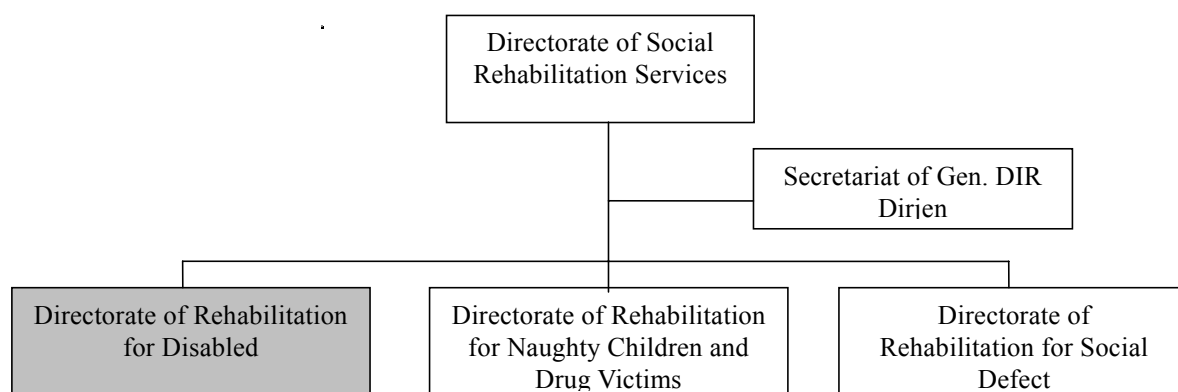 Directorate of Social
Rehabilitation Services
Secretariat of Gen. DIR
Dirjen
Directorate of Rehabilitation
for Disabled
Directorate of Rehabilitation
for Naughty Children and
Drug Victims
Directorate of
Rehabilitation for Social
Defect